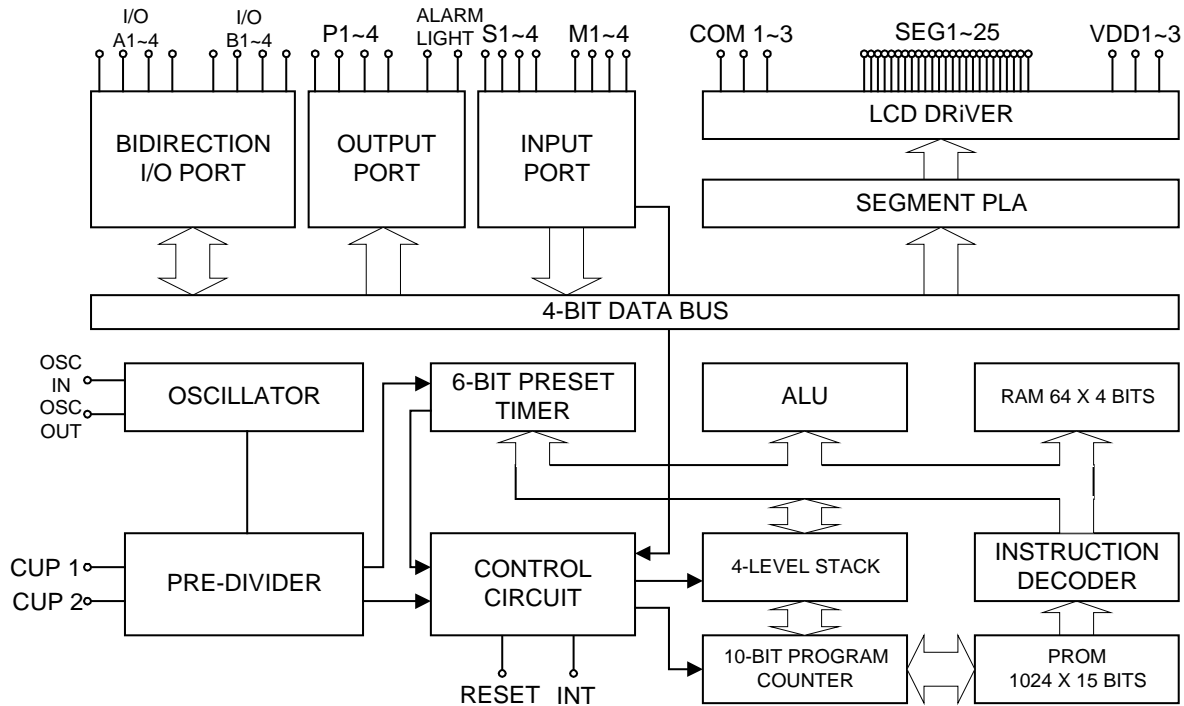 I/O
A1~4
I/O
B1~4
P1~4
ALARM
LIGHT
S1~4
M1~4
COM 1~3
SEG1~25
VDD1~3
BIDIRECTION
I/O PORT
OUTPUT
PORT
INPUT
PORT
LCD DRiVER
SEGMENT PLA
4-BIT DATA BUS
OSC
IN
OSC
OUT
OSCILLATOR
6-BIT PRESET
TIMER
ALU
RAM 64 X 4 BITS
CUP 1
CUP 2
PRE-DIVIDER
CONTROL
CIRCUIT
4-LEVEL STACK
INSTRUCTION
DECODER
RESET
INT
10-BIT PROGRAM
COUNTER
PROM
1024 X 15 BITS